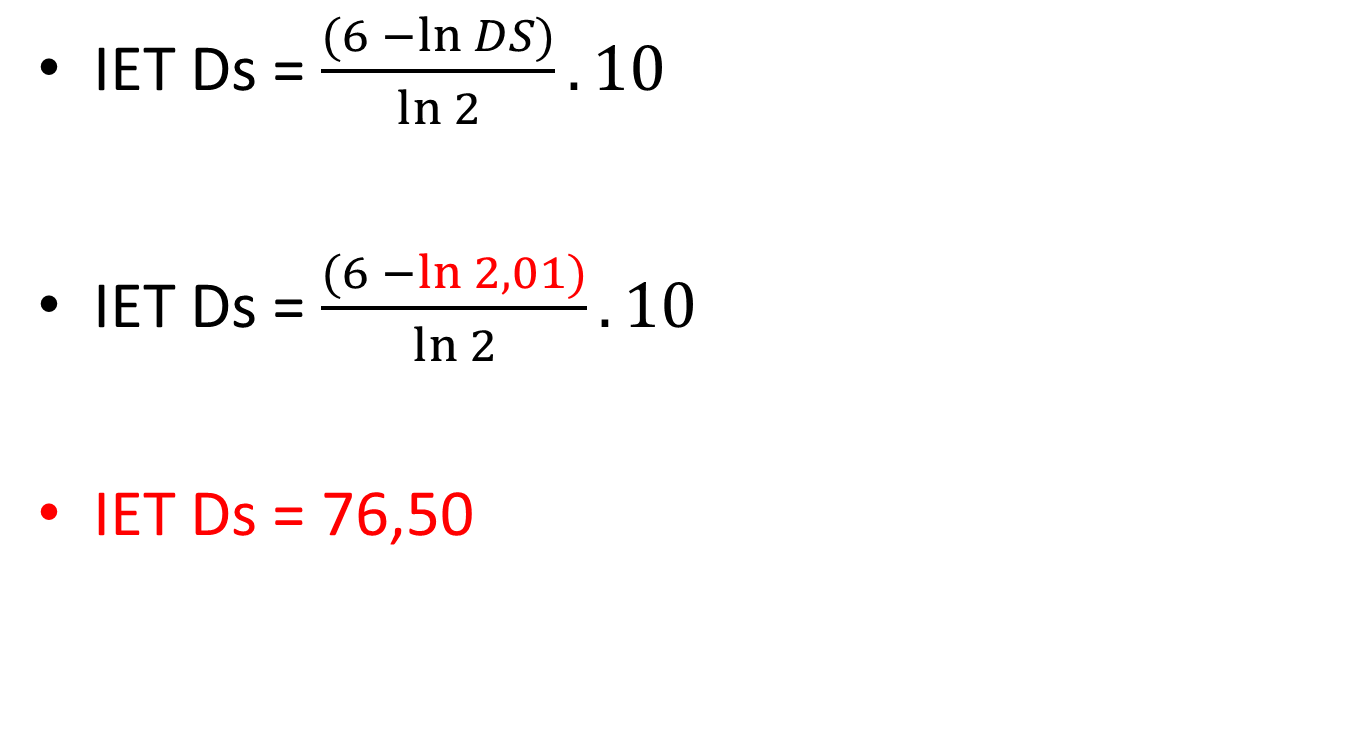 • IET Ds = (6 −ln DS) / ln 2 . 10
• IET Ds = (6 −ln 2,01) / ln 2 . 10
• IET Ds = 76,50